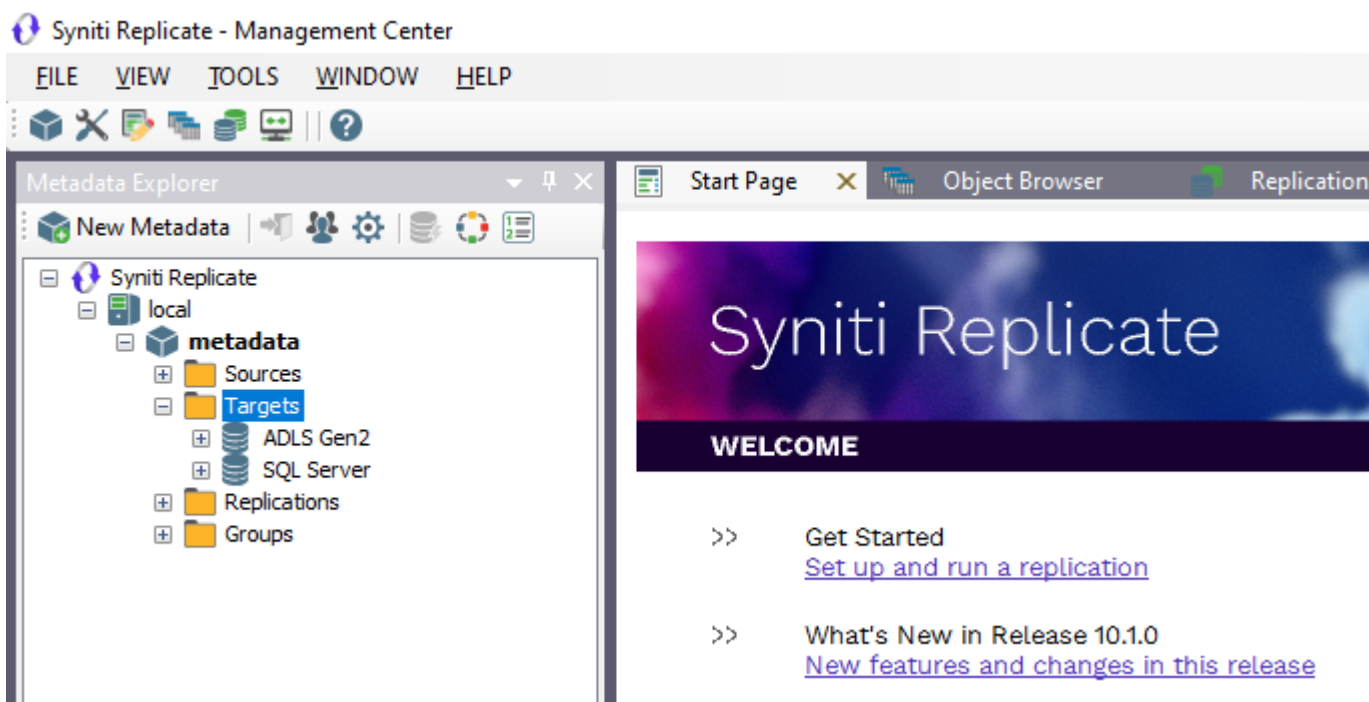 Syniti Replicate - Management Center
FILE VIEW TOOLS WINDOW HELP
Metadata Explorer
New Metadata
Syniti Replicate
local
metadata
Sources
Targets
ADLS Gen2
SQL Server
Replications
Groups
Start Page Object Browser Replication
Syniti Replicate
WELCOME
>> Get Started
Set up and run a replication
>> What's New in Release 10.1.0
New features and changes in this release